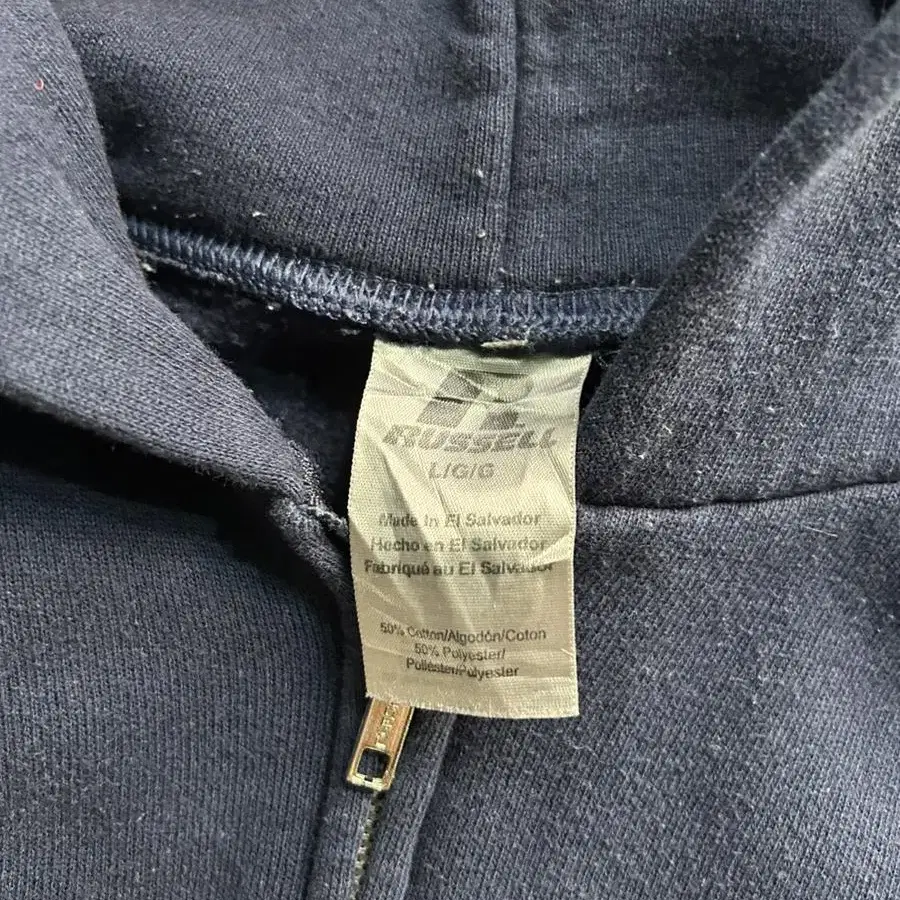 R
RUSSELL
L/G/G
Made in El Salvador
Hecho en El Salvador
Fabriqué au El Salvador
50% Cotton/Algodón/Coton
50% Polyester/
Poliéster/Polyester